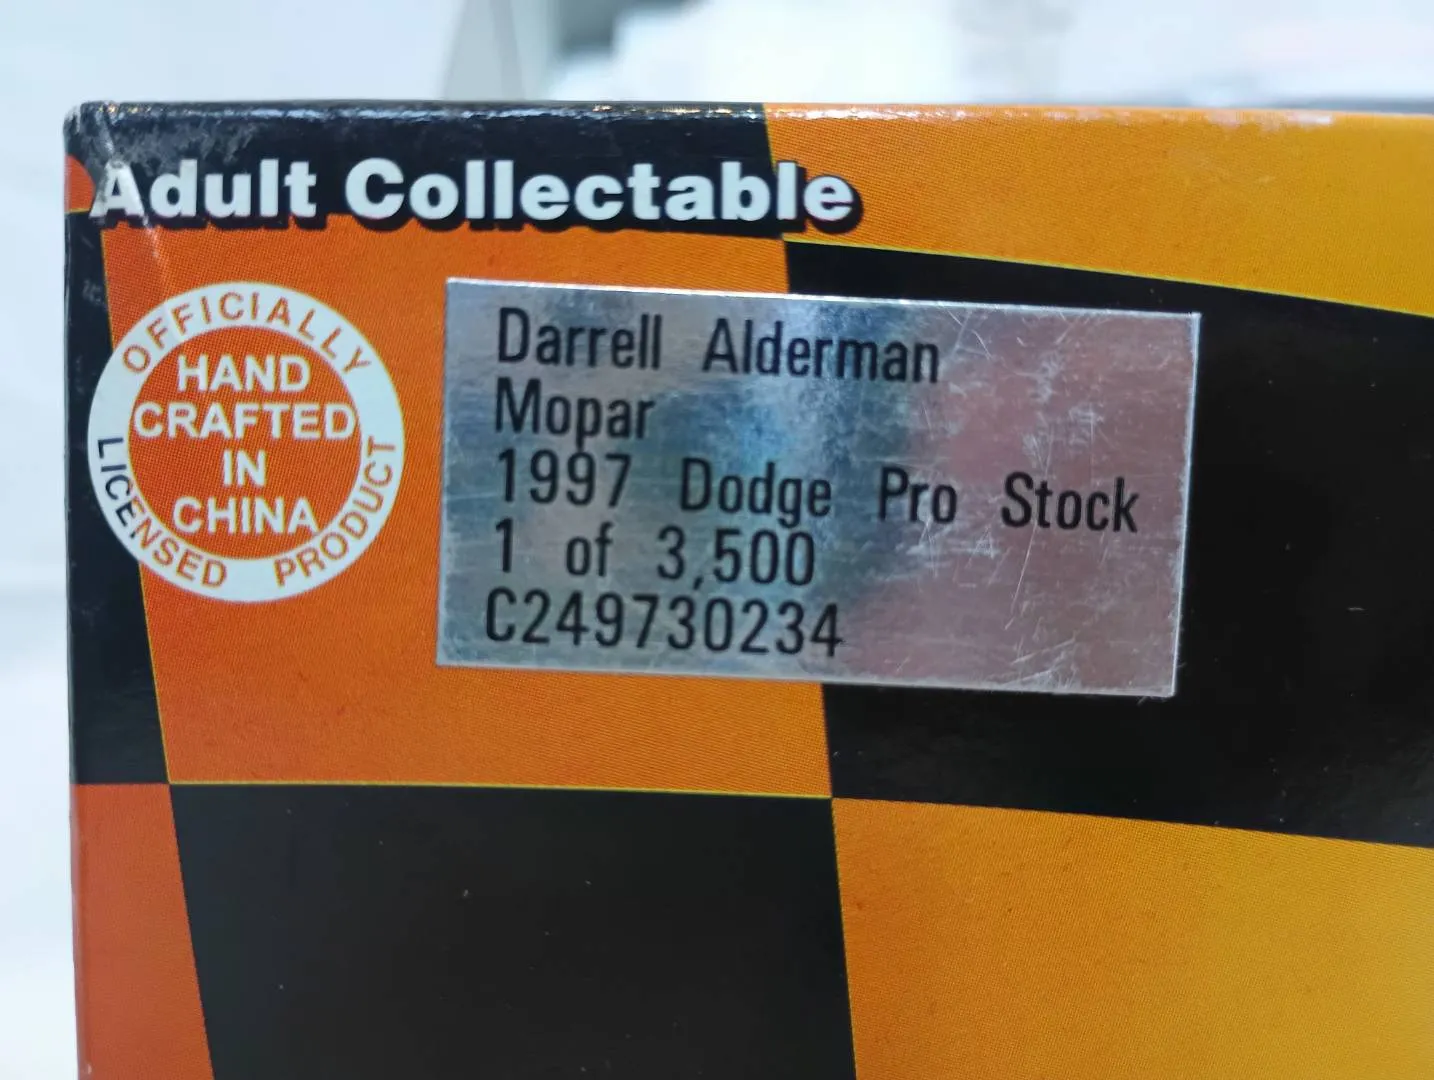 Adult Collectable
OFFICIALLY
LICENSED PRODUCT
HAND
CRAFTED
IN
CHINA
Darrell Alderman
Mopar
1997 Dodge Pro Stock
1 of 3,500
C249730234